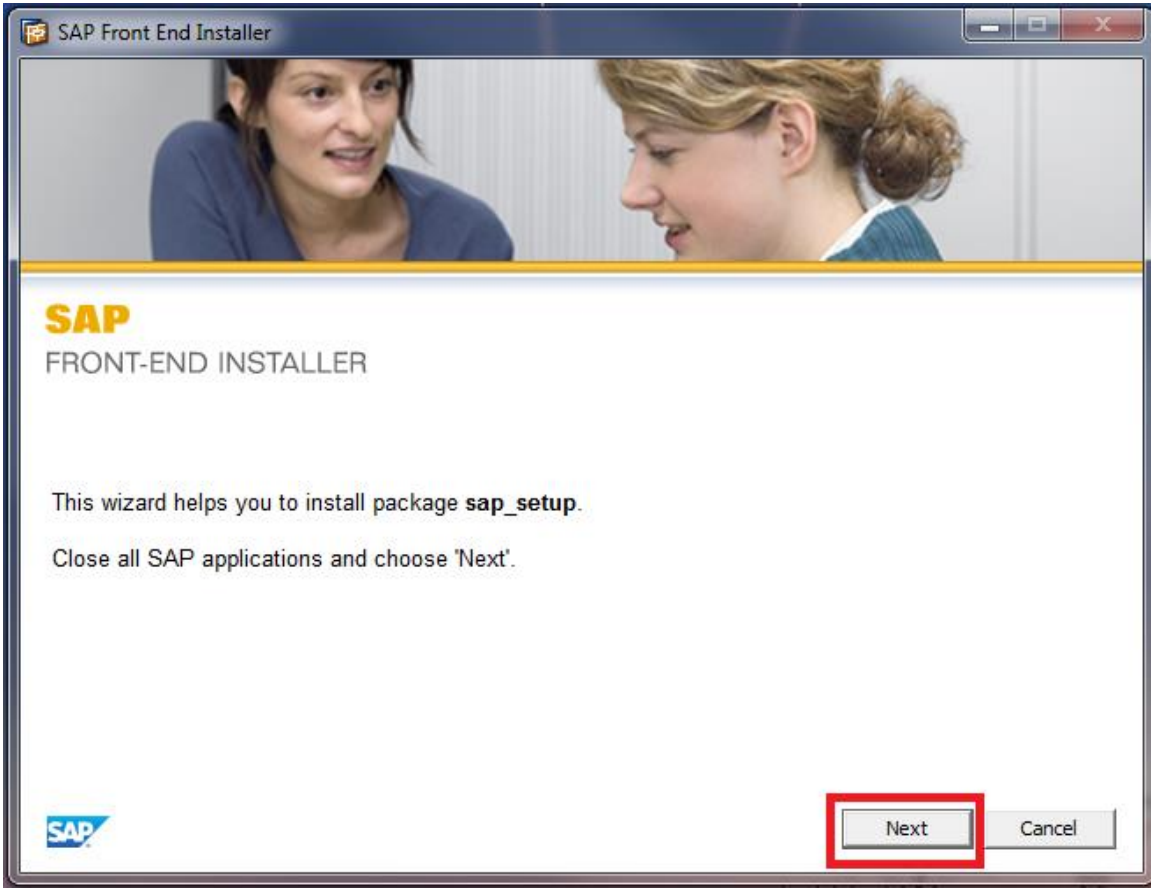 SAP Front End Installer
SAP
FRONT-END INSTALLER
This wizard helps you to install package sap_setup.
Close all SAP applications and choose 'Next'.
SAP
Next
Cancel